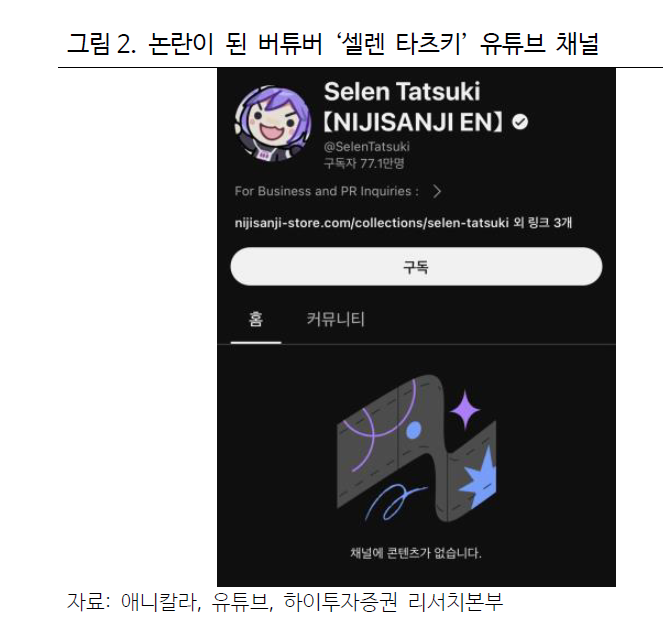 그림 2. 논란이 된 버튜버 ‘셀렌 타츠키’ 유튜브 채널
Selen Tatsuki
【NIJISANJI EN】
@SelenTatsuki
구독자 77.1만명
For Business and PR Inquiries :
nijisanji-store.com/collections/selen-tatsuki 외 링크 3개
구독
홈 커뮤니티
채널에 콘텐츠가 없습니다.
자료: 애니칼라, 유튜브, 하이투자증권 리서치본부